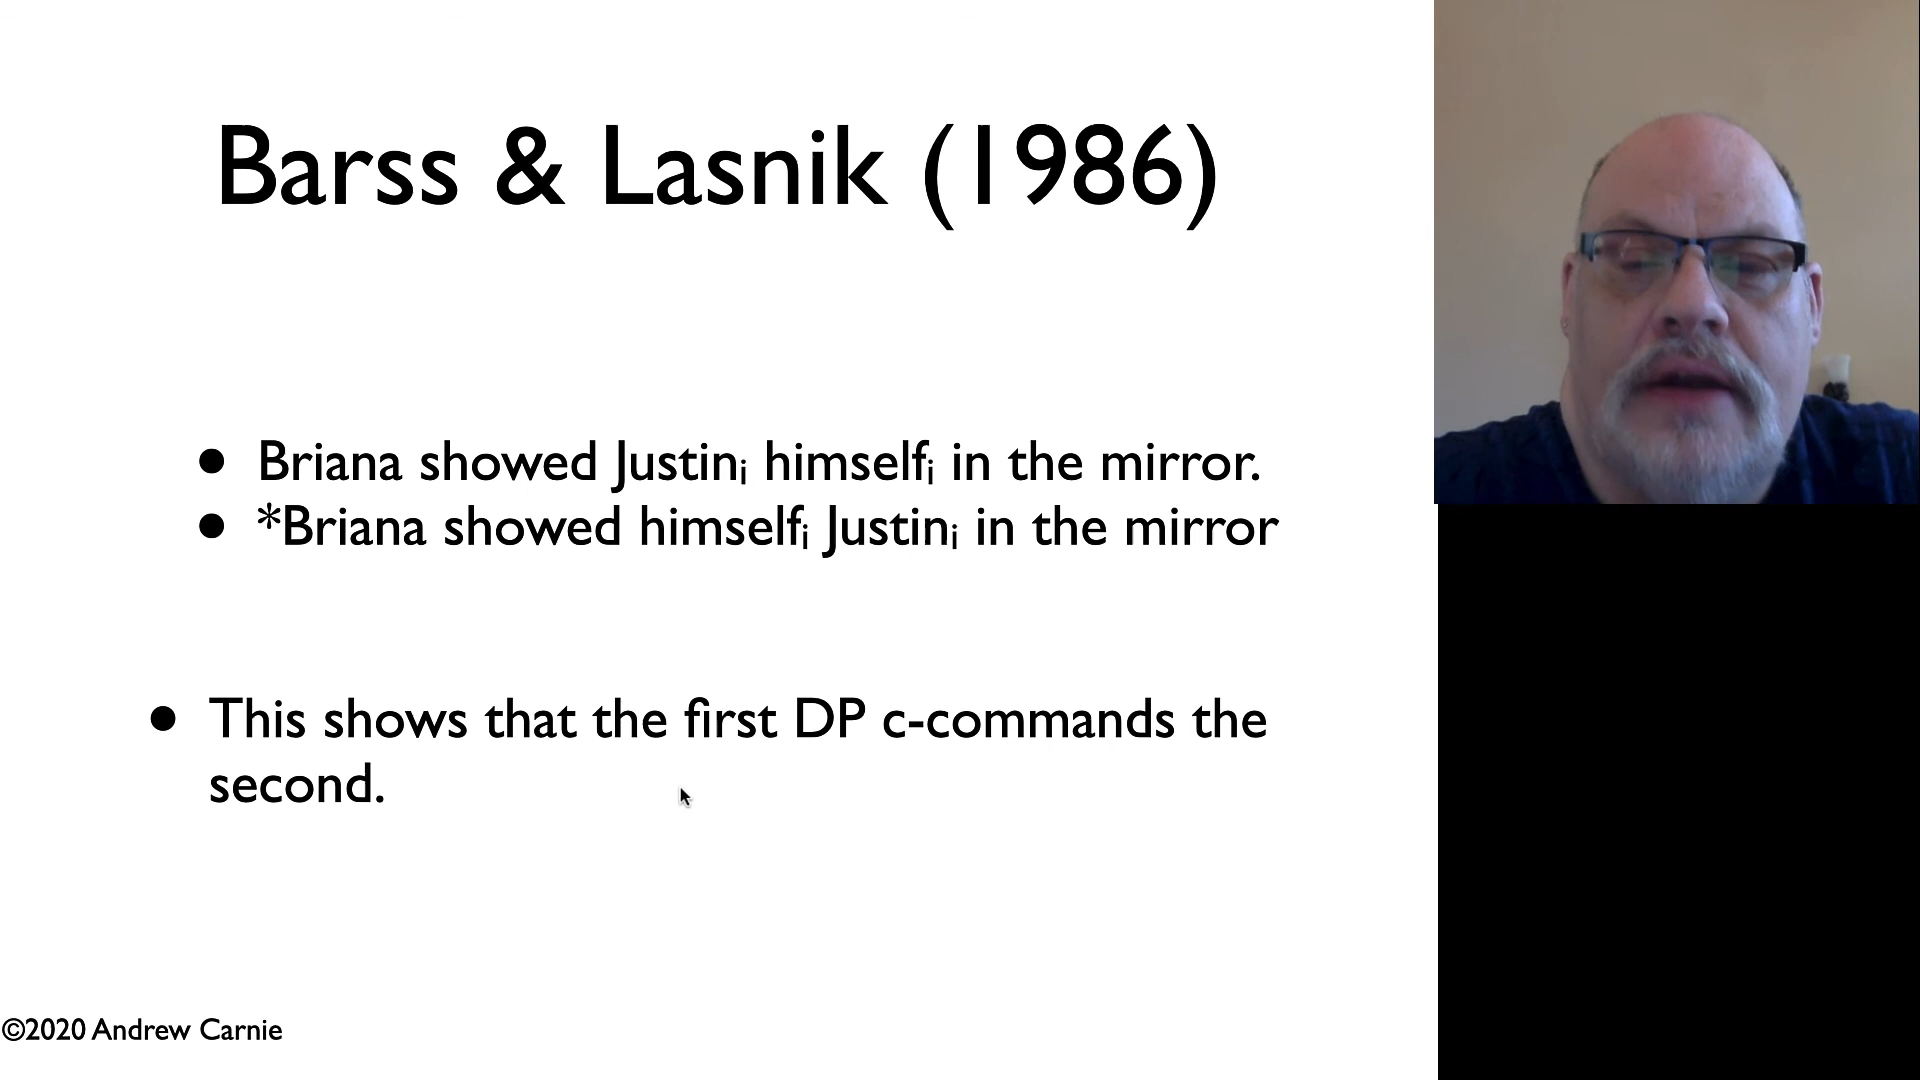 Barss & Lasnik (1986)
• Briana showed Justinᵢ himselfᵢ in the mirror.
• *Briana showed himselfᵢ Justinᵢ in the mirror
• This shows that the first DP c-commands the
second.
©2020 Andrew Carnie